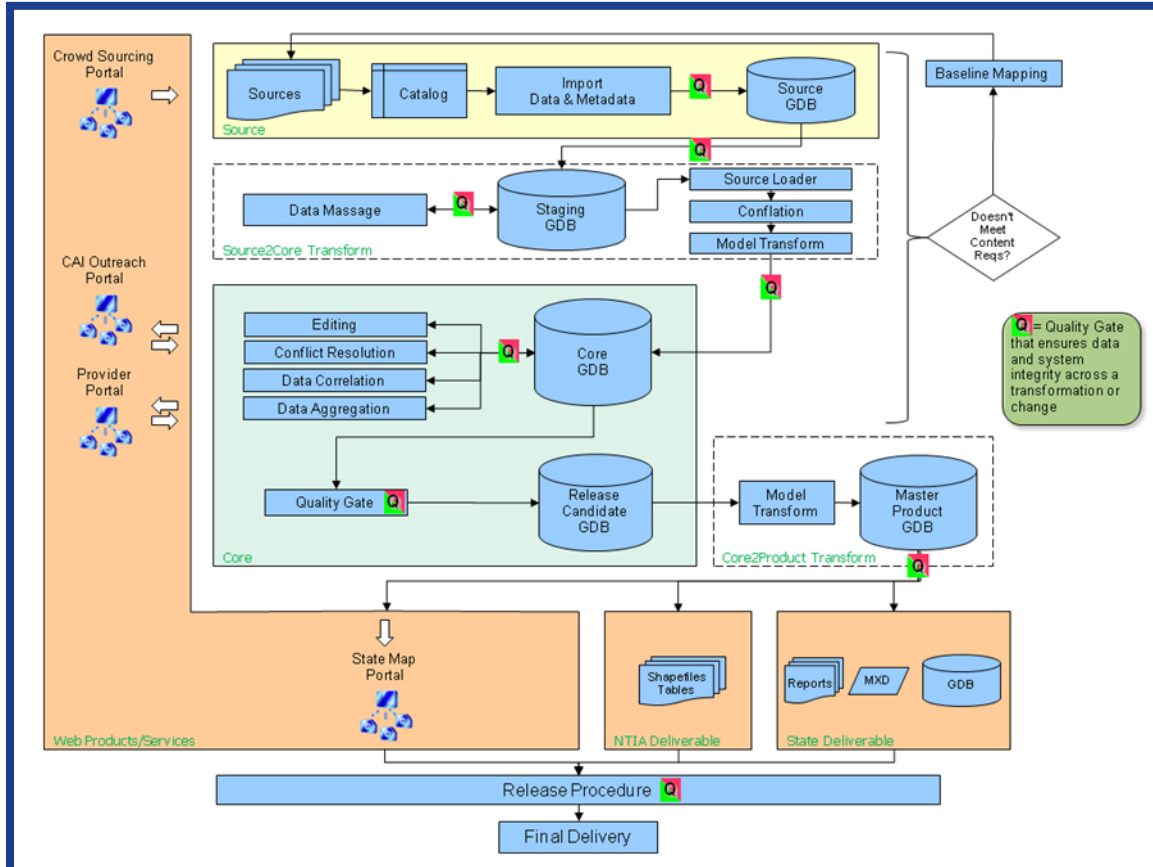 Crowd Sourcing
Portal
Sources
Catalog
Import
Data & Metadata
Q
Source
GDB
Source
Baseline Mapping
Q
Data Massage
Q
Staging
GDB
Source Loader
Conflation
Model Transform
Source2Core Transform
Doesn't
Meet
Content
Reqs?
CAI Outreach
Portal
Provider
Portal
Q
Editing
Conflict Resolution
Data Correlation
Data Aggregation
Q
Core
GDB
Q = Quality Gate
that ensures data
and system
integrity across a
transformation or
change
Quality Gate Q
Release
Candidate
GDB
Core
Model
Transform
Master
Product
GDB
Core2Product Transform
Q
State Map
Portal
Web Products/Services
Shapefiles
Tables
NTIA Deliverable
Reports
MXD
GDB
State Deliverable
Release Procedure Q
Final Delivery